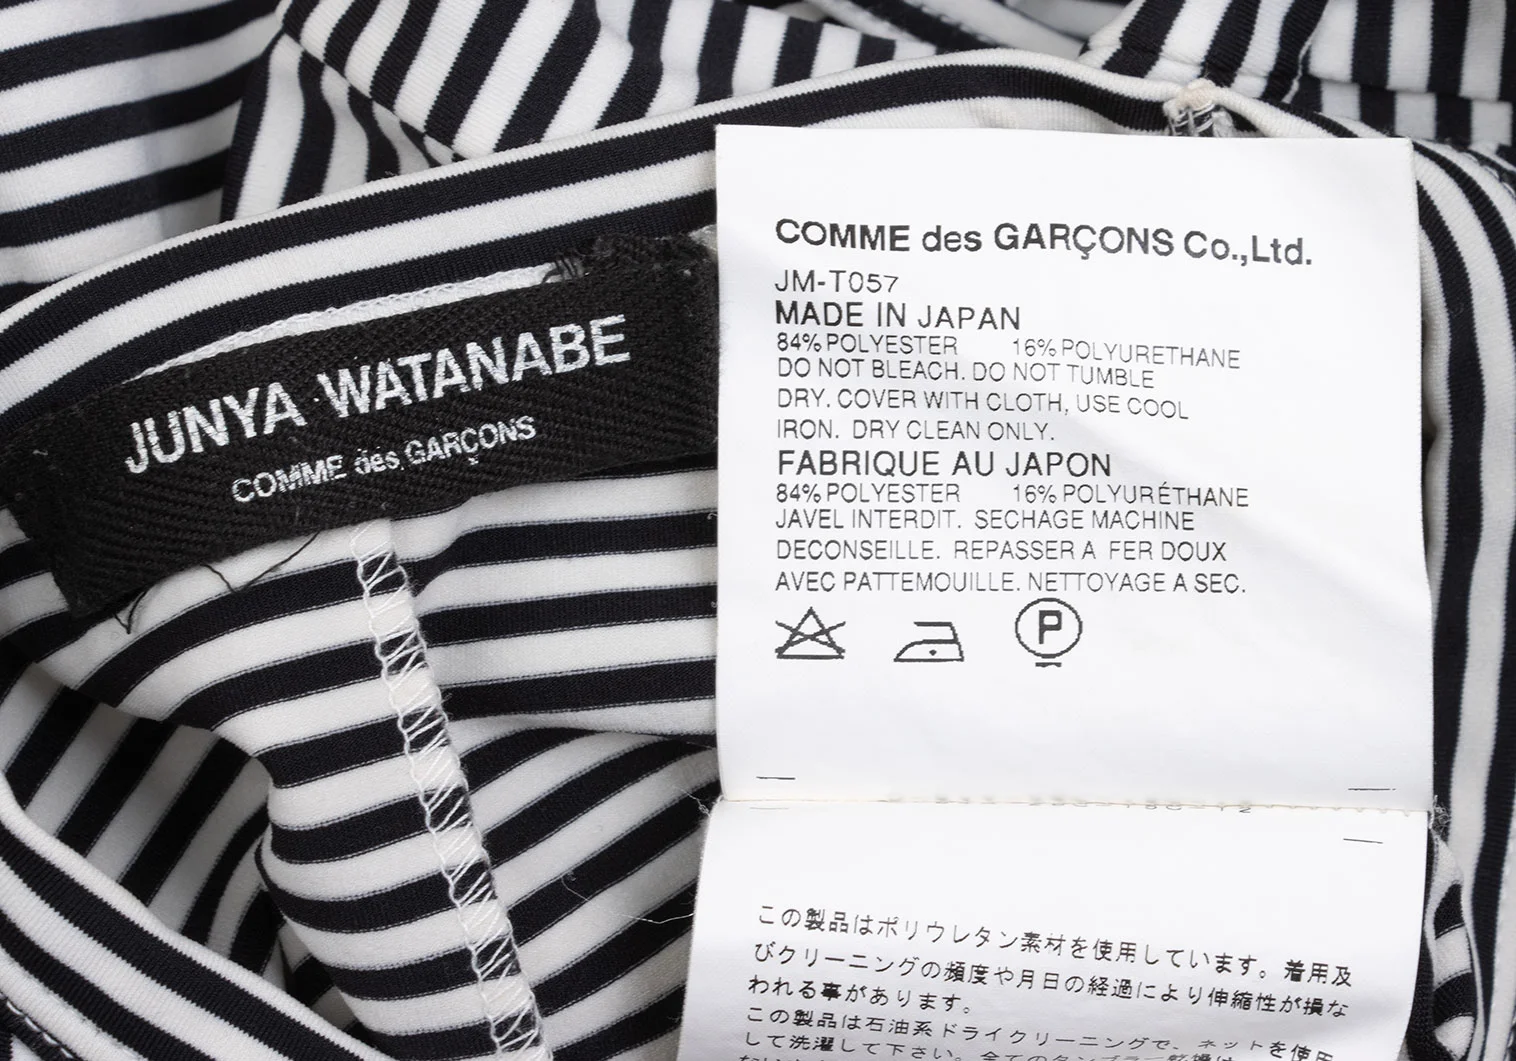 JUNYA WATANABE
COMME des GARÇONS
COMME des GARÇONS Co.,Ltd.
JM-T057
MADE IN JAPAN
84% POLYESTER 16% POLYURETHANE
DO NOT BLEACH. DO NOT TUMBLE
DRY. COVER WITH CLOTH, USE COOL
IRON. DRY CLEAN ONLY.
FABRIQUE AU JAPON
84% POLYESTER 16% POLYURÉTHANE
JAVEL INTERDIT. SECHAGE MACHINE
DECONSEILLE. REPASSER A FER DOUX
AVEC PATTEMOUILLE. NETTOYAGE A SEC.
P
この製品はポリウレタン素材を使用しています。着用及
びクリーニングの頻度や月日の経過により伸縮性が損な
われる事があります。
この製品は石油系ドライクリーニングで、ネットを使用
して洗濯して下さい。全ての